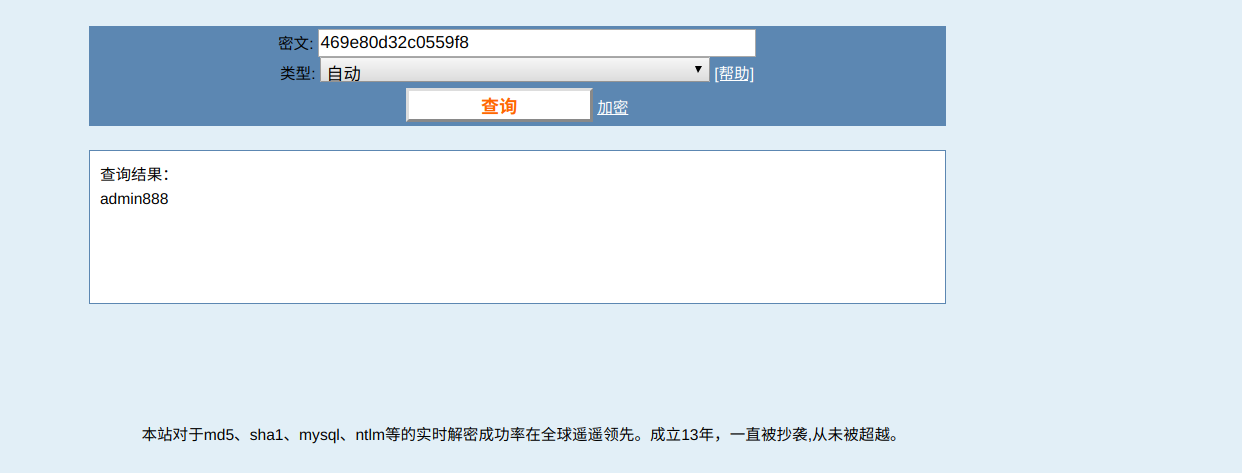 密文: 469e80d32c0559f8
类型: 自动 [帮助]
查询 加密
查询结果：
admin888
本站对于md5、sha1、mysql、ntlm等的实时解密成功率在全球遥遥领先。成立13年，一直被抄袭,从未被超越。